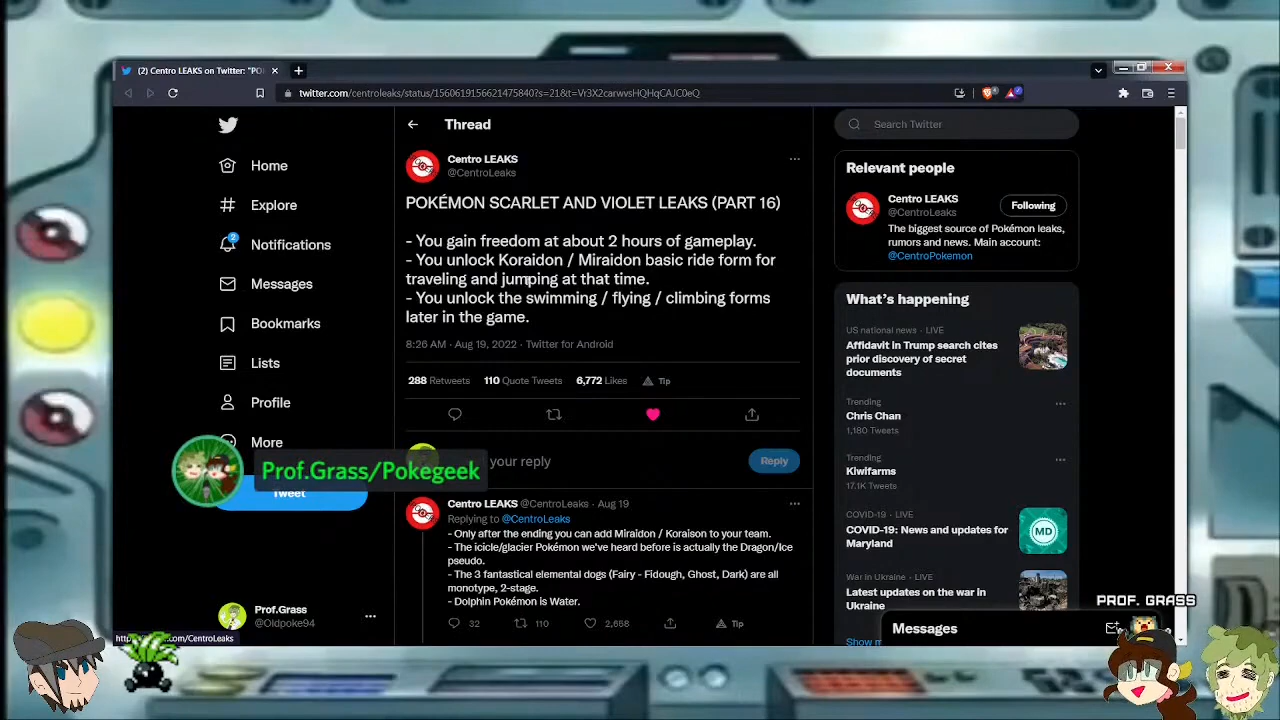 (2) Centro LEAKS on Twitter: "PO
twitter.com/centroleaks/status/1560619156621475840?s=21&t=Vr3X2carwvsHQHqCAJC0eQ
Home
Explore
2
Notifications
Messages
Bookmarks
Lists
Profile
More
Tweet
Prof.Grass/Pokegeek
Prof.Grass
@Oldpoke94
Thread
Centro LEAKS
@CentroLeaks
POKÉMON SCARLET AND VIOLET LEAKS (PART 16)
- You gain freedom at about 2 hours of gameplay.
- You unlock Koraidon / Miraidon basic ride form for
traveling and jumping at that time.
- You unlock the swimming / flying / climbing forms
later in the game.
8:26 AM · Aug 19, 2022 · Twitter for Android
288 Retweets 110 Quote Tweets 6,772 Likes Tip
your reply
Reply
Centro LEAKS @CentroLeaks · Aug 19
Replying to @CentroLeaks
- Only after the ending you can add Miraidon / Koraison to your team.
- The icicle/glacier Pokémon we've heard before is actually the Dragon/Ice
pseudo.
- The 3 fantastical elemental dogs (Fairy - Fidough, Ghost, Dark) are all
monotype, 2-stage.
- Dolphin Pokémon is Water.
32 110 2,668 Tip
Search Twitter
Relevant people
Centro LEAKS
@CentroLeaks
Following
The biggest source of Pokémon leaks,
rumors and news. Main account:
@CentroPokemon
What's happening
US national news · LIVE
Affidavit in Trump search cites
prior discovery of secret
documents
Trending
Chris Chan
1,180 Tweets
Trending
Kiwifarms
17.1K Tweets
COVID-19 · LIVE
COVID-19: News and updates for
Maryland
MD
War in Ukraine · LIVE
Latest updates on the war in
Ukraine
Show
Messages
PROF. GRASS